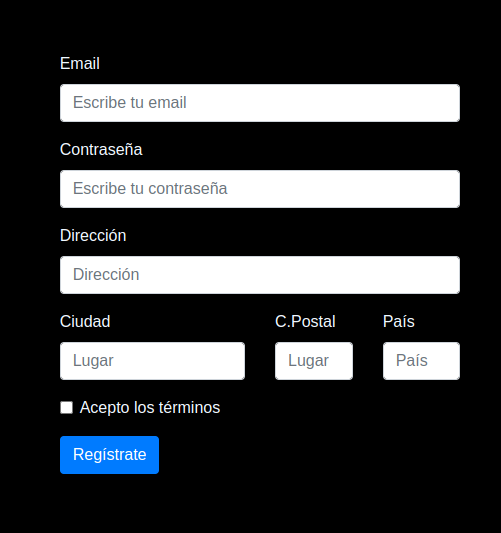 Email
Escribe tu email
Contraseña
Escribe tu contraseña
Dirección
Dirección
Ciudad C.Postal País
Lugar Lugar País
Acepto los términos
Regístrate